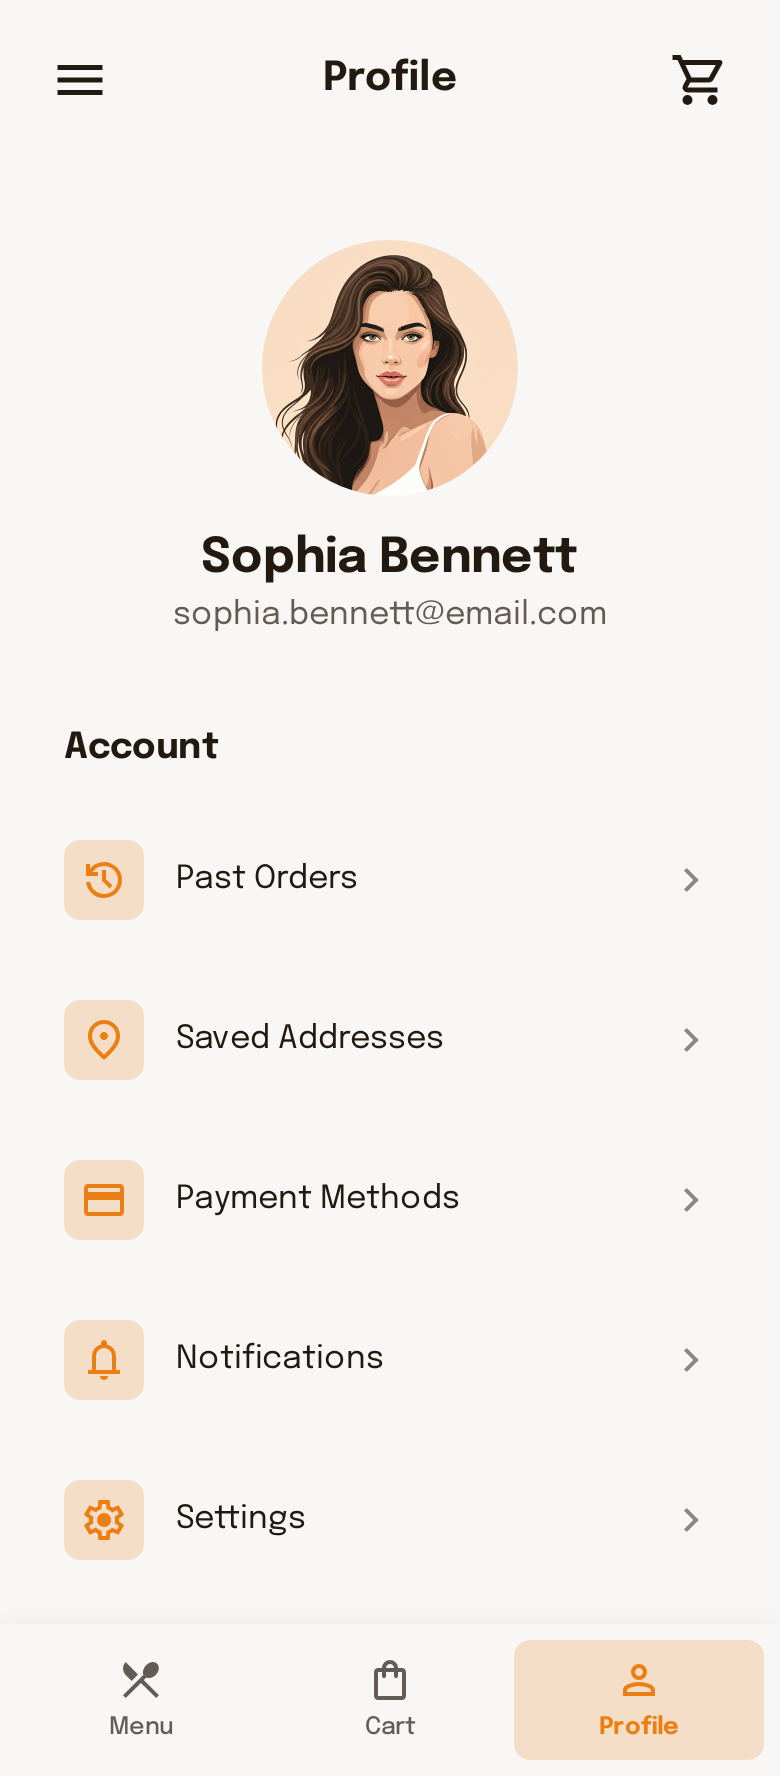 Profile
Sophia Bennett
sophia.bennett@email.com
Account
Past Orders
Saved Addresses
Payment Methods
Notifications
Settings
Menu
Cart
Profile